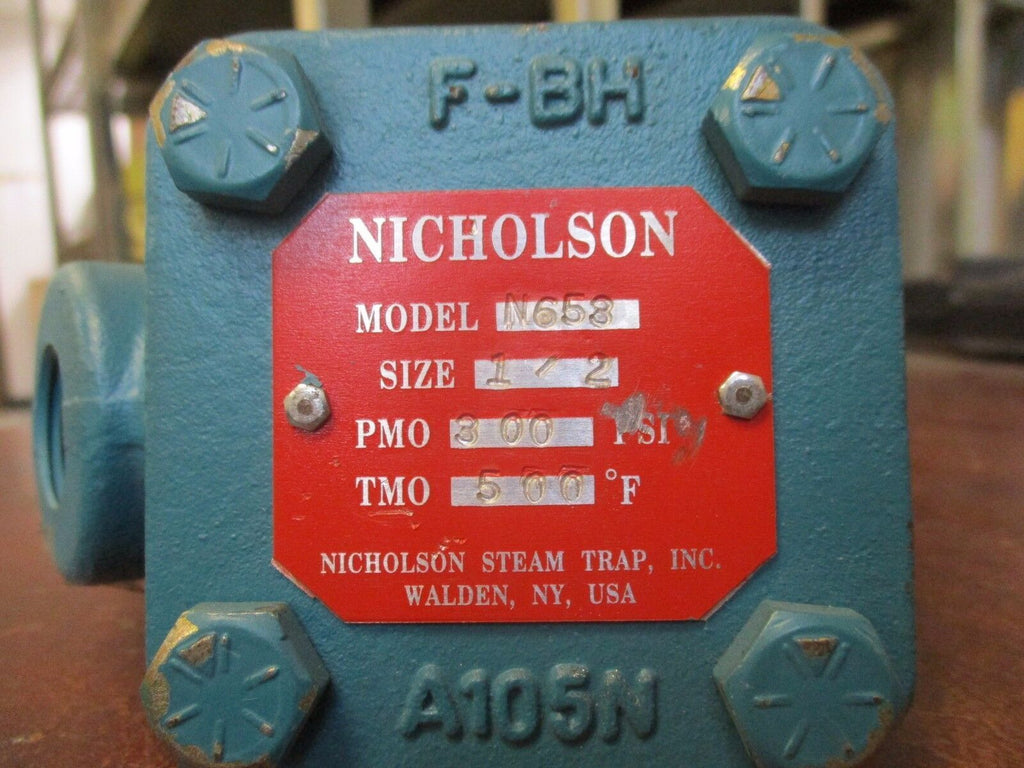 F-BH
NICHOLSON
MODEL N653
SIZE 1/2
PMO 300 PSI
TMO 500 °F
NICHOLSON STEAM TRAP, INC.
WALDEN, NY, USA
A105N